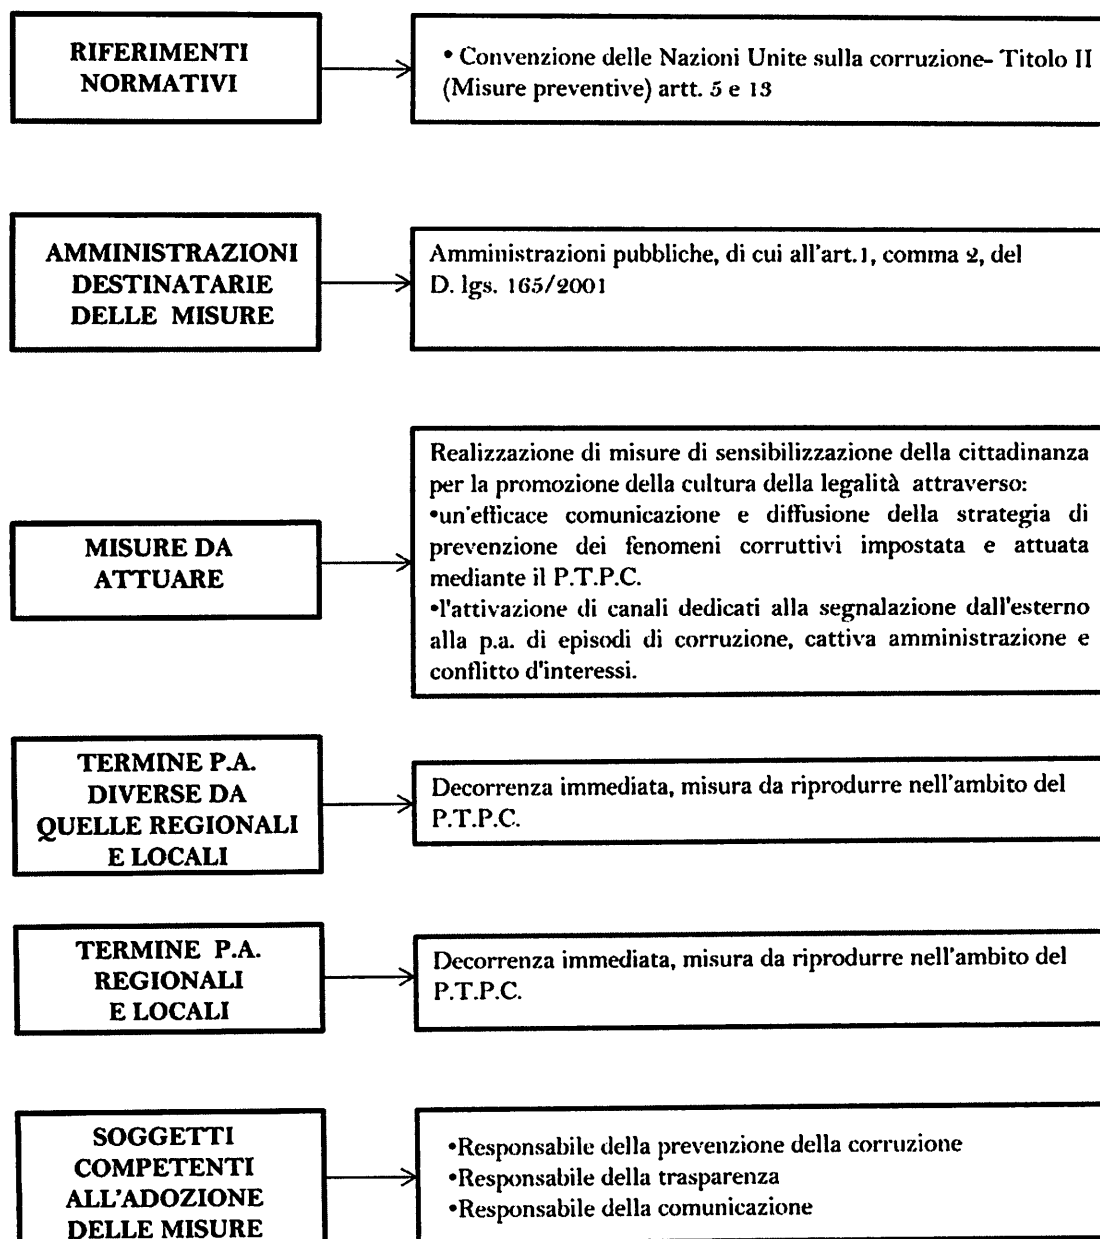 RIFERIMENTI
NORMATIVI
• Convenzione delle Nazioni Unite sulla corruzione- Titolo II
(Misure preventive) artt. 5 e 13
AMMINISTRAZIONI
DESTINATARIE
DELLE MISURE
Amministrazioni pubbliche, di cui all'art.1, comma 2, del
D. lgs. 165/2001
MISURE DA
ATTUARE
Realizzazione di misure di sensibilizzazione della cittadinanza
per la promozione della cultura della legalità attraverso:
•un'efficace comunicazione e diffusione della strategia di
prevenzione dei fenomeni corruttivi impostata e attuata
mediante il P.T.P.C.
•l'attivazione di canali dedicati alla segnalazione dall'esterno
alla p.a. di episodi di corruzione, cattiva amministrazione e
conflitto d'interessi.
TERMINE P.A.
DIVERSE DA
QUELLE REGIONALI
E LOCALI
Decorrenza immediata, misura da riprodurre nell'ambito del
P.T.P.C.
TERMINE P.A.
REGIONALI
E LOCALI
Decorrenza immediata, misura da riprodurre nell'ambito del
P.T.P.C.
SOGGETTI
COMPETENTI
ALL'ADOZIONE
DELLE MISURE
•Responsabile della prevenzione della corruzione
•Responsabile della trasparenza
•Responsabile della comunicazione